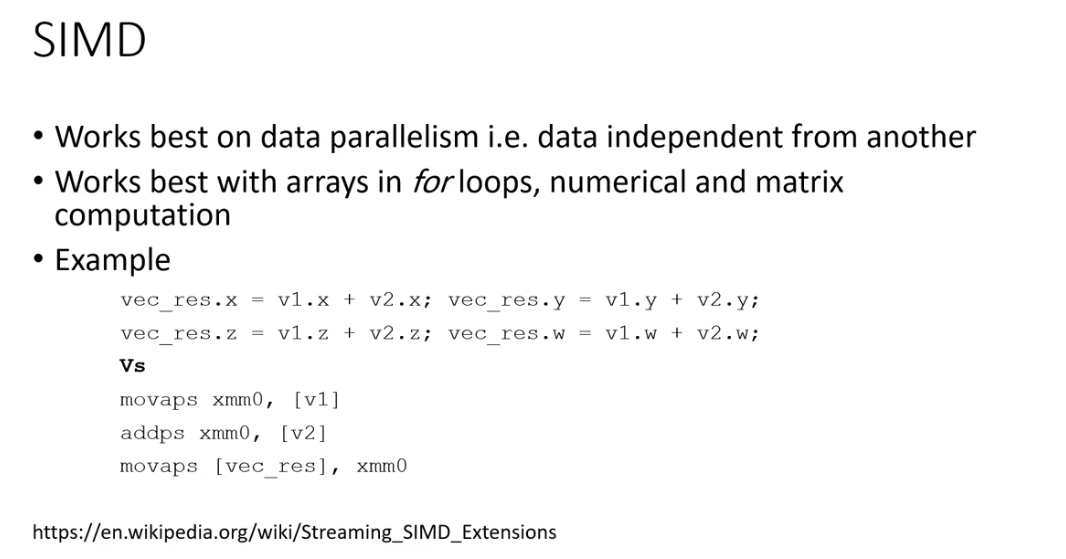 SIMD
• Works best on data parallelism i.e. data independent from another
• Works best with arrays in for loops, numerical and matrix
computation
• Example
vec_res.x = v1.x + v2.x; vec_res.y = v1.y + v2.y;
vec_res.z = v1.z + v2.z; vec_res.w = v1.w + v2.w;
Vs
movaps xmm0, [v1]
addps xmm0, [v2]
movaps [vec_res], xmm0
https://en.wikipedia.org/wiki/Streaming_SIMD_Extensions